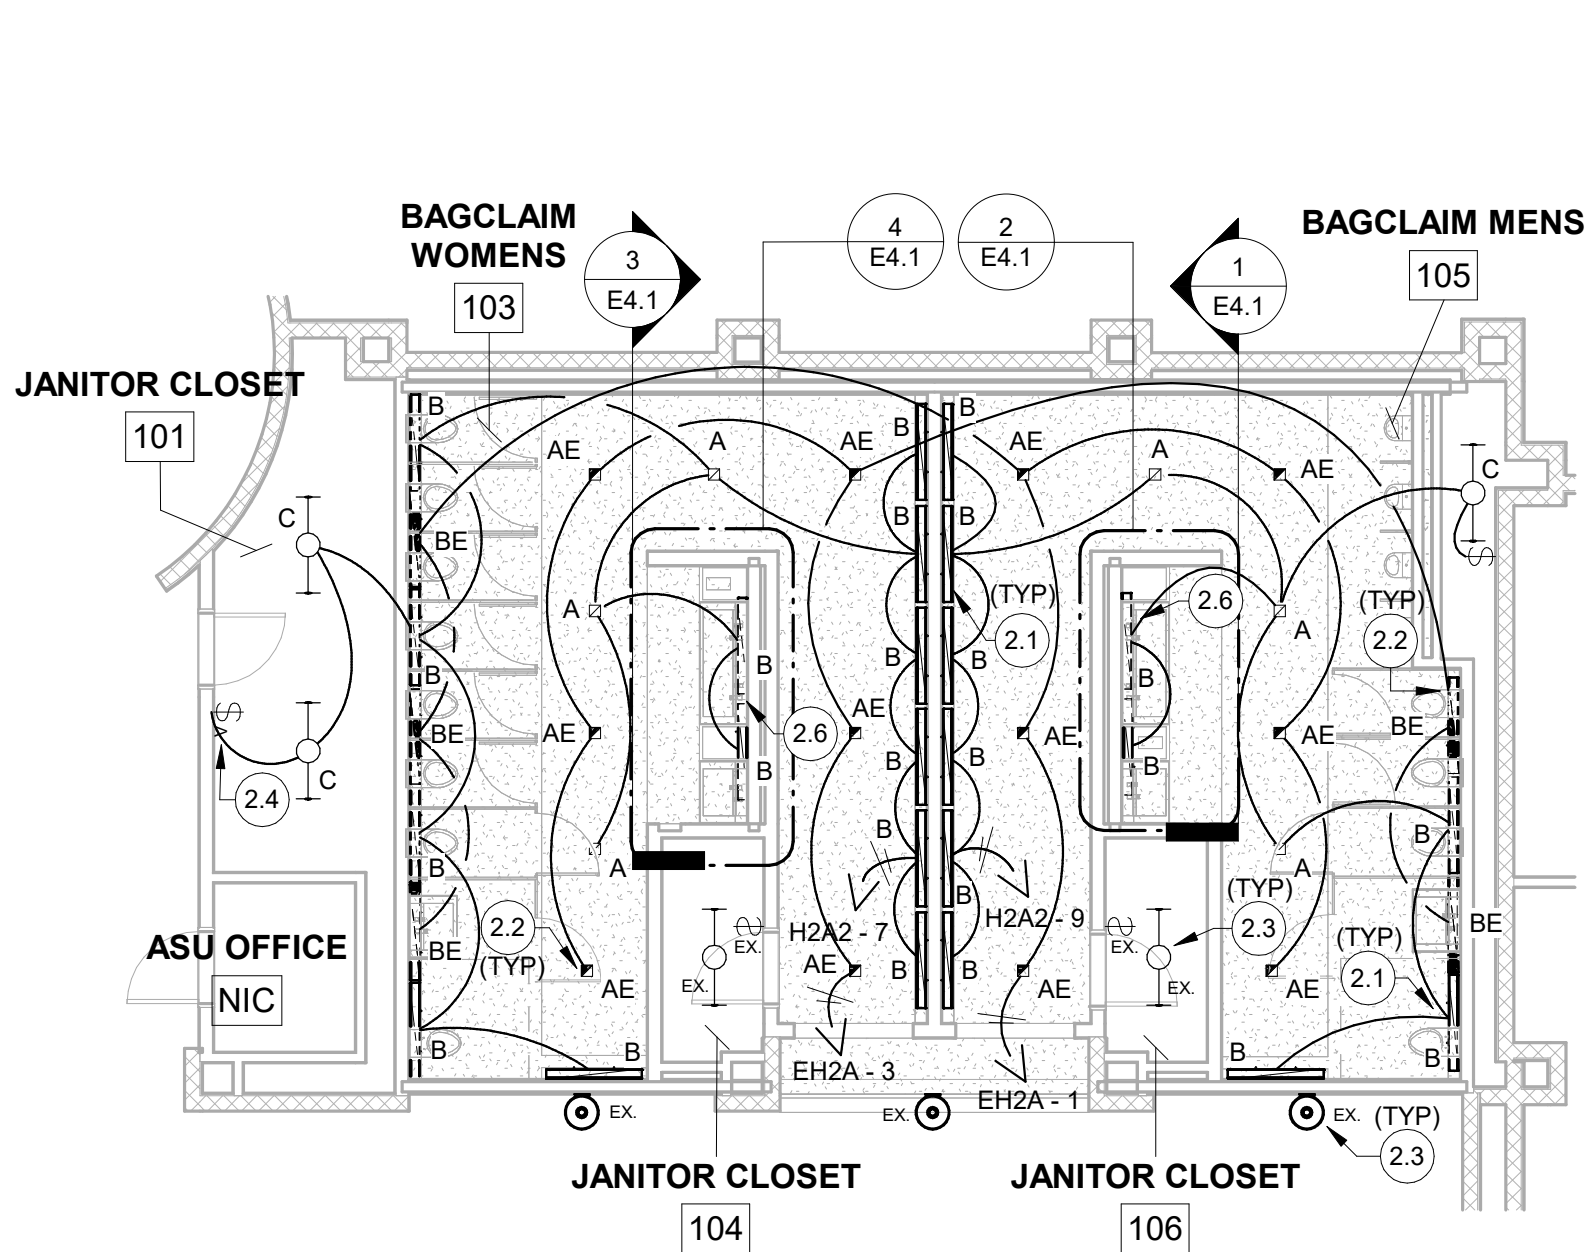 BAGCLAIM
WOMENS
103
3
E4.1
4
E4.1
2
E4.1
1
E4.1
BAGCLAIM MENS
105
JANITOR CLOSET
101
B
B
B
AE
A
AE
AE
A
AE
C
C
BE
B
B
A
(TYP)
2.1
2.6
A
(TYP)
2.2
B
B
B
B
B
AE
BE
AE
2.6
B
B
AE
AE
BE
S
S
C
2.4
B
B
B
B
A
A
B
2.2
(TYP)
H2A2 - 7
H2A2 - 9
B
(TYP)
2.3
BE
EX.
EX.
EX.
EX.
BE
AE
AE
B
B
AE
AE
(TYP)
2.1
ASU OFFICE
NIC
B
B
EH2A - 3
EH2A - 1
B
B
EX.
EX.
EX.
(TYP)
2.3
JANITOR CLOSET
104
JANITOR CLOSET
106